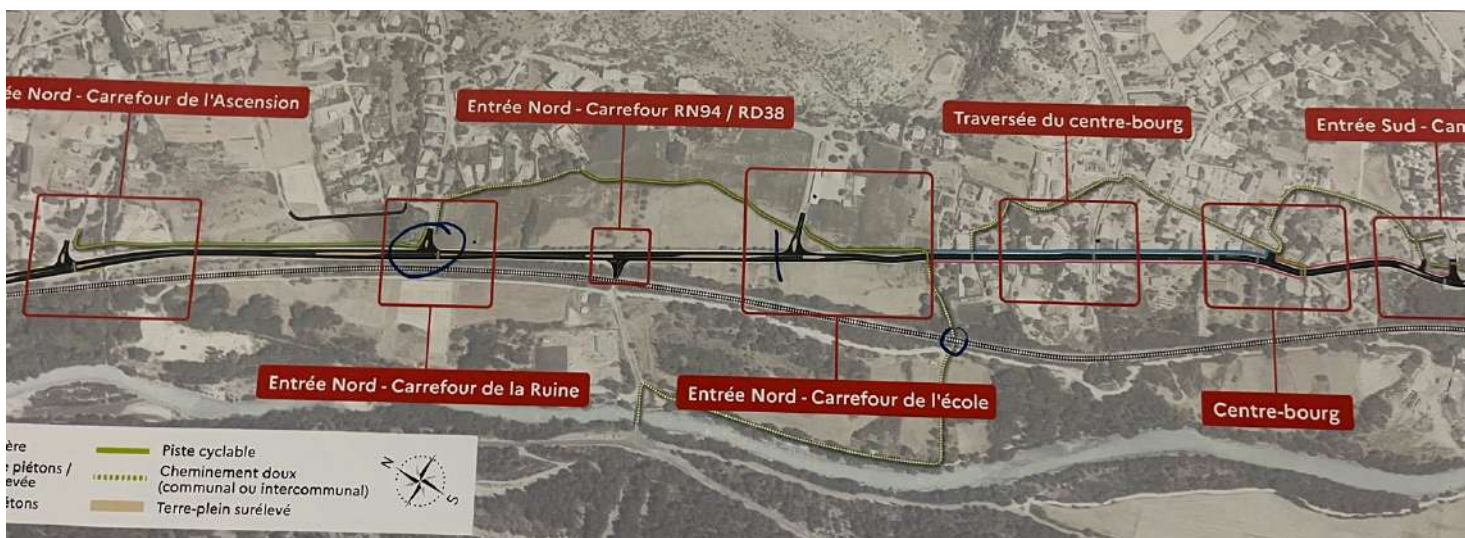 ée Nord - Carrefour de l'Ascension
Entrée Nord - Carrefour RN94 / RD38
Traversée du centre-bourg
Entrée Sud - Cam
Entrée Nord - Carrefour de la Ruine
Entrée Nord - Carrefour de l'école
Centre-bourg
ère
e piétons /
levée
étons
Piste cyclable
Cheminement doux
(communal ou intercommunal)
Terre-plein surélevé
N
S